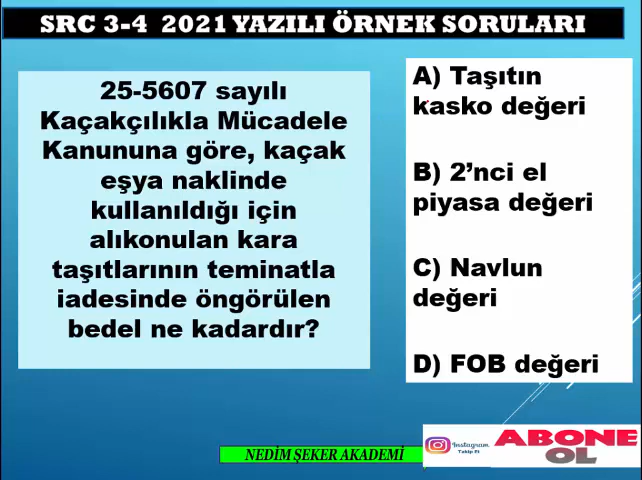 SRC 3-4 2021 YAZILI ÖRNEK SORULARI
25-5607 sayılı
Kaçakçılıkla Mücadele
Kanununa göre, kaçak
eşya naklinde
kullanıldığı için
alıkonulan kara
taşıtlarının teminatla
iadesinde öngörülen
bedel ne kadardır?
A) Taşıtın
kasko değeri
B) 2’nci el
piyasa değeri
C) Navlun
değeri
D) FOB değeri
NEDİM ŞEKER AKADEMİ
Instagram
Takip Et
ABONE
OL